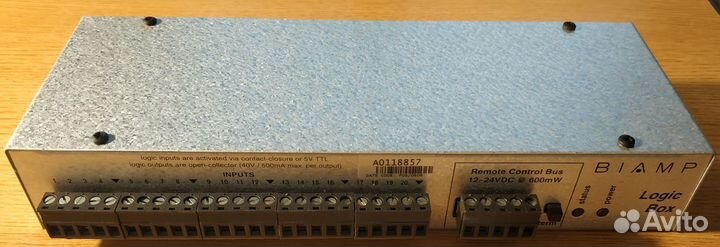 logic inputs are activated via contact-closure or 5V TTL
logic outputs are open-collector (40V / 500mA max. per output)
INPUTS
2 3 4 5 6 7 8 9 10 11 12 13 14 15 16 17 18 19 20
A0118857
DATE CODE
Remote Control Bus
12-24VDC @ 600mW
status
power
BIAMP
Logic
Box
Avito